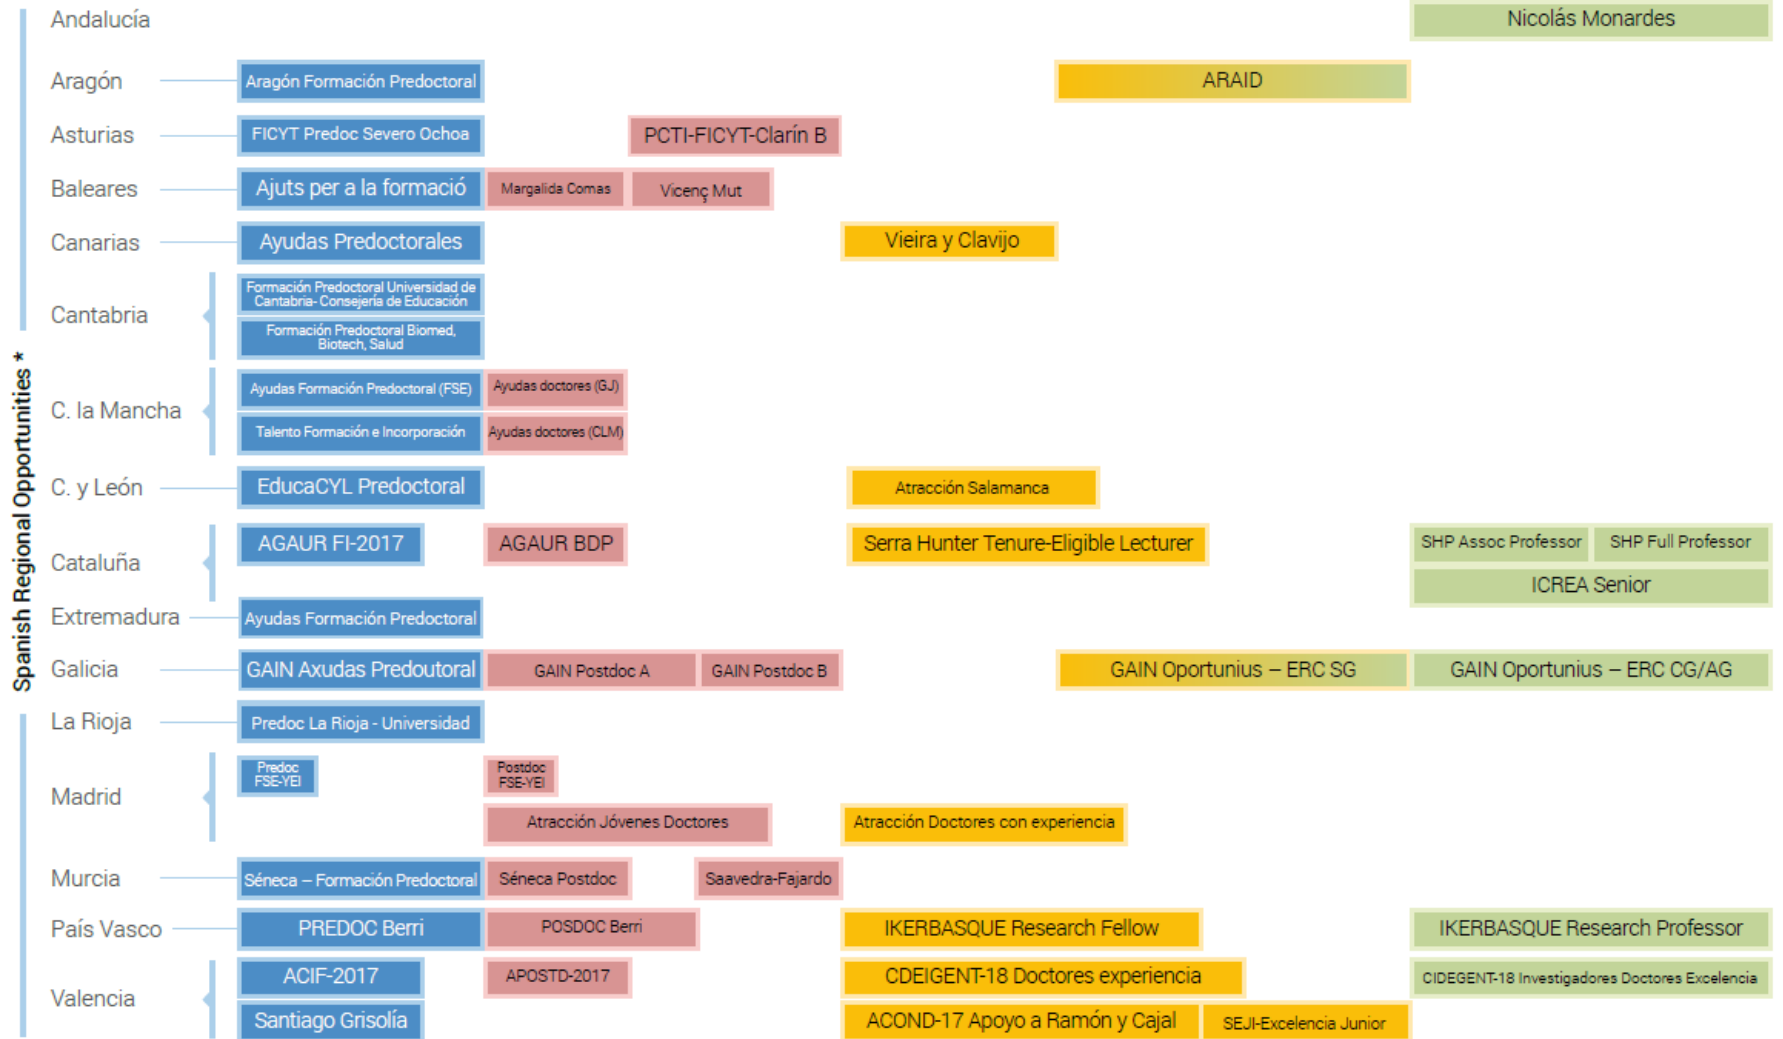 Spanish Regional Opportunities *
Andalucía
Nicolás Monardes
Aragón
Aragón Formación Predoctoral
ARAID
Asturias
FICYT Predoc Severo Ochoa
PCTI-FICYT-Clarín B
Baleares
Ajuts per a la formació
Margalida Comas
Vicenç Mut
Canarias
Ayudas Predoctorales
Vieira y Clavijo
Cantabria
Formación Predoctoral Universidad de
Cantabria- Consejería de Educación
Formación Predoctoral Biomed,
Biotech, Salud
C. la Mancha
Ayudas Formación Predoctoral (FSE)
Ayudas doctores (GJ)
Talento Formación e Incorporación
Ayudas doctores (CLM)
C. y León
EducaCYL Predoctoral
Atracción Salamanca
Cataluña
AGAUR FI-2017
AGAUR BDP
Serra Hunter Tenure-Eligible Lecturer
SHP Assoc Professor
SHP Full Professor
ICREA Senior
Extremadura
Ayudas Formación Predoctoral
Galicia
GAIN Axudas Predoutoral
GAIN Postdoc A
GAIN Postdoc B
GAIN Oportunius – ERC SG
GAIN Oportunius – ERC CG/AG
La Rioja
Predoc La Rioja - Universidad
Madrid
Predoc
FSE-YEI
Postdoc
FSE-YEI
Atracción Jóvenes Doctores
Atracción Doctores con experiencia
Murcia
Séneca – Formación Predoctoral
Séneca Postdoc
Saavedra-Fajardo
País Vasco
PREDOC Berri
POSDOC Berri
IKERBASQUE Research Fellow
IKERBASQUE Research Professor
Valencia
ACIF-2017
APOSTD-2017
CDEIGENT-18 Doctores experiencia
CIDEGENT-18 Investigadores Doctores Excelencia
Santiago Grisolía
ACOND-17 Apoyo a Ramón y Cajal
SEJI-Excelencia Junior